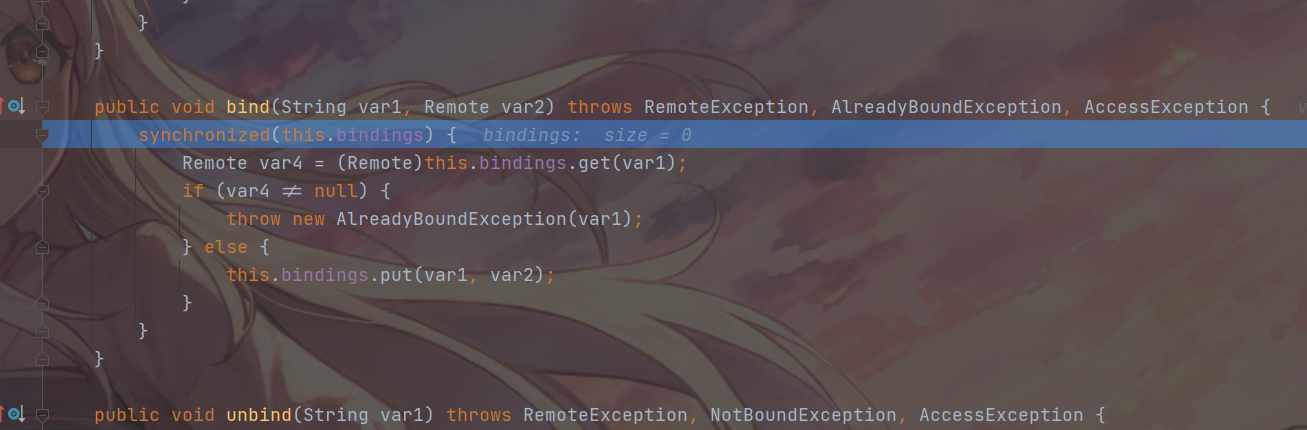 }
}
}
public void bind(String var1, Remote var2) throws RemoteException, AlreadyBoundException, AccessException {
synchronized(this.bindings) {   bindings:  size = 0
Remote var4 = (Remote)this.bindings.get(var1);
if (var4 ≠ null) {
throw new AlreadyBoundException(var1);
} else {
this.bindings.put(var1, var2);
}
}
}
public void unbind(String var1) throws RemoteException, NotBoundException, AccessException {